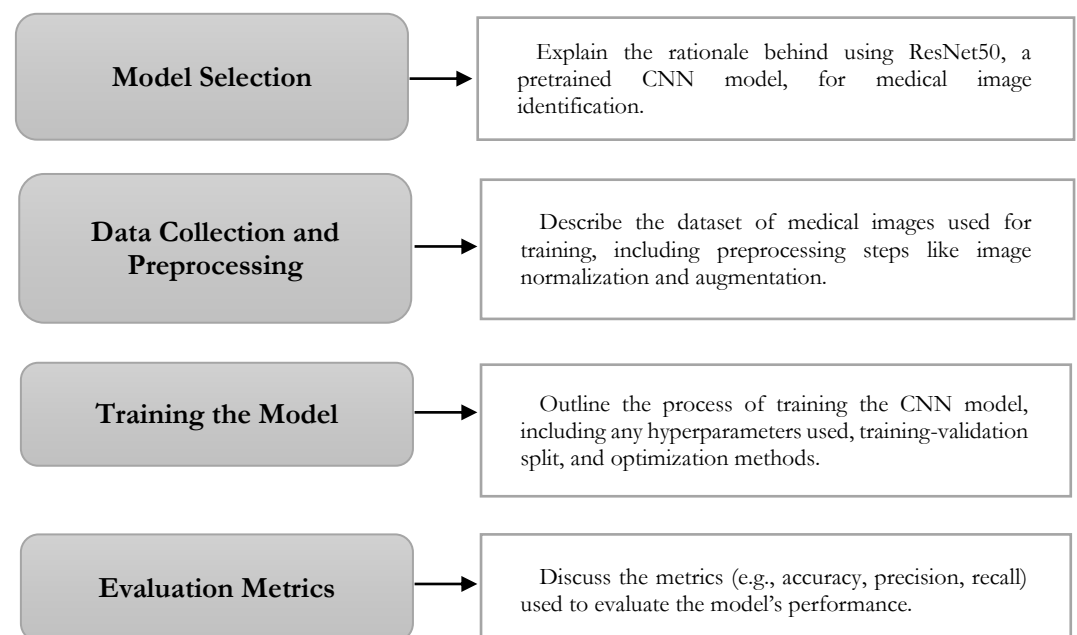 Model Selection
Explain the rationale behind using ResNet50, a
pretrained CNN model, for medical image
identification.
Data Collection and
Preprocessing
Describe the dataset of medical images used for
training, including preprocessing steps like image
normalization and augmentation.
Training the Model
Outline the process of training the CNN model,
including any hyperparameters used, training-validation
split, and optimization methods.
Evaluation Metrics
Discuss the metrics (e.g., accuracy, precision, recall)
used to evaluate the model’s performance.